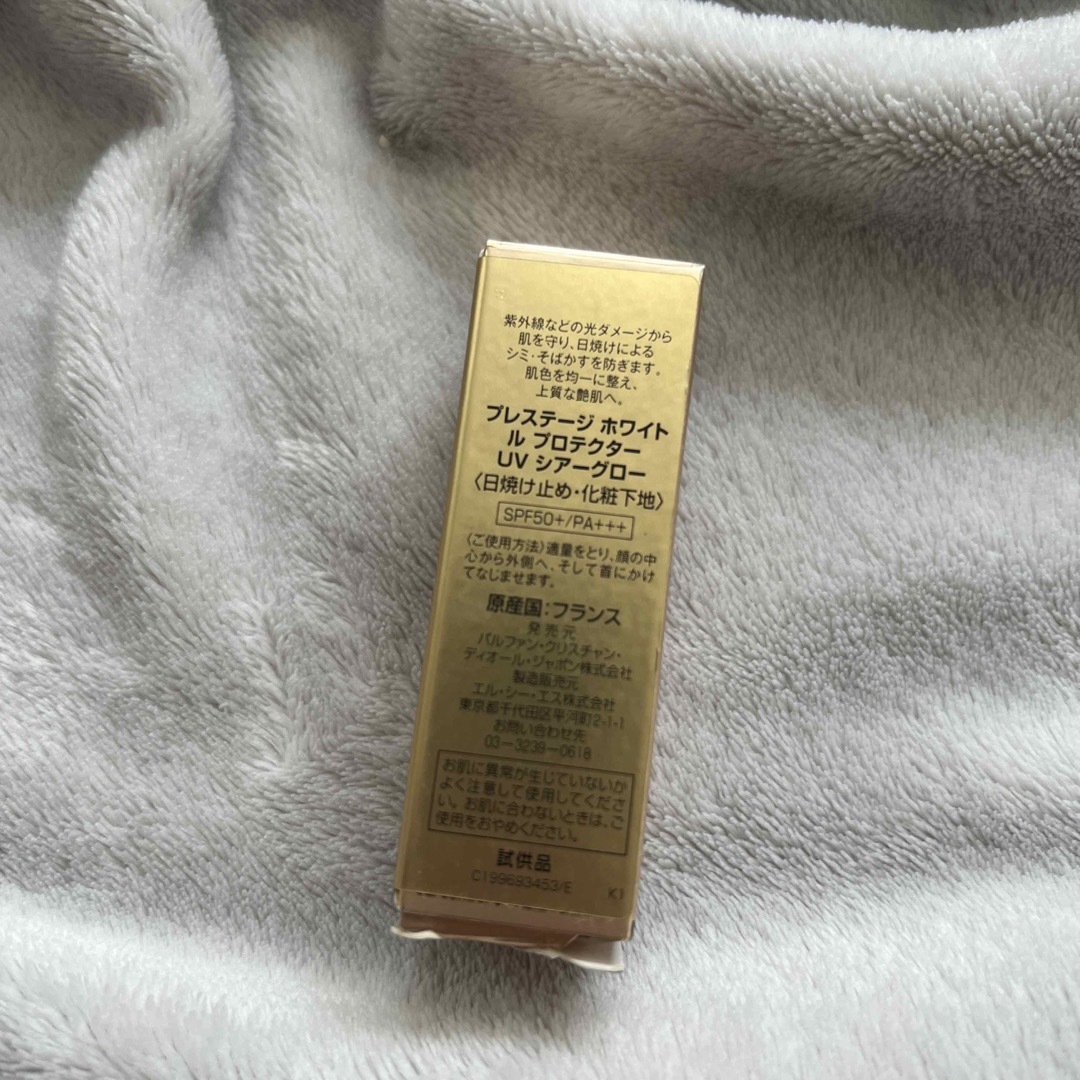 紫外線などの光ダメージから
肌を守り、日焼けによる
シミ・そばかすを防ぎます。
肌色を均一に整え、
上質な艶肌へ。
プレステージ ホワイト
ル プロテクター
UV シアーグロー
〈日焼け止め・化粧下地〉
SPF50+/PA+++
〈ご使用方法〉適量をとり、顔の中
心から外側へ、そして首にかけ
てなじませます。
原産国:フランス
発売元
パルファン・クリスチャン・
ディオール・ジャポン株式会社
製造販売元
エル・シー・エス株式会社
東京都千代田区平河町2-1-1
お問い合わせ先
03-3239-0618
お肌に異常が生じていないか
よく注意して使用してくださ
い。お肌に合わないときは、ご
使用をおやめください。
試供品
C199693453/E K1